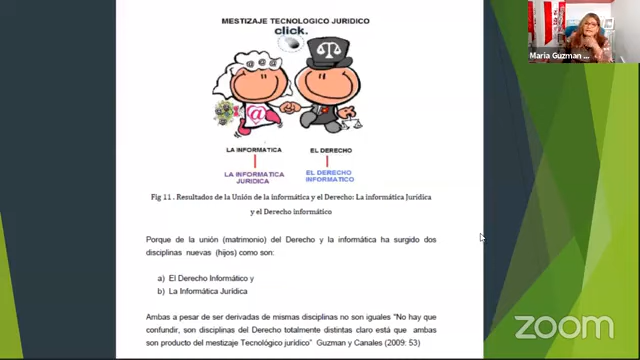 MESTIZAJE TECNOLOGICO JURIDICO
click.
@ @ @
@
LA INFORMATICA
EL DERECHO
LA INFORMATICA
JURIDICA
EL DERECHO
INFORMATICO
Fig 11 . Resultados de la Unión de la informática y el Derecho: La informática Jurídica
y el Derecho informático
Porque de la unión (matrimonio) del Derecho y la informática ha surgido dos
disciplinas nuevas (hijos) como son:
a) El Derecho Informático y
b) La Informática Jurídica
Ambas a pesar de ser derivadas de mismas disciplinas no son iguales "No hay que
confundir, son disciplinas del Derecho totalmente distintas claro está que ambas
son producto del mestizaje Tecnológico jurídico" Guzman y Canales (2009: 53)
Maria Guzman ...
RECORD
zoom